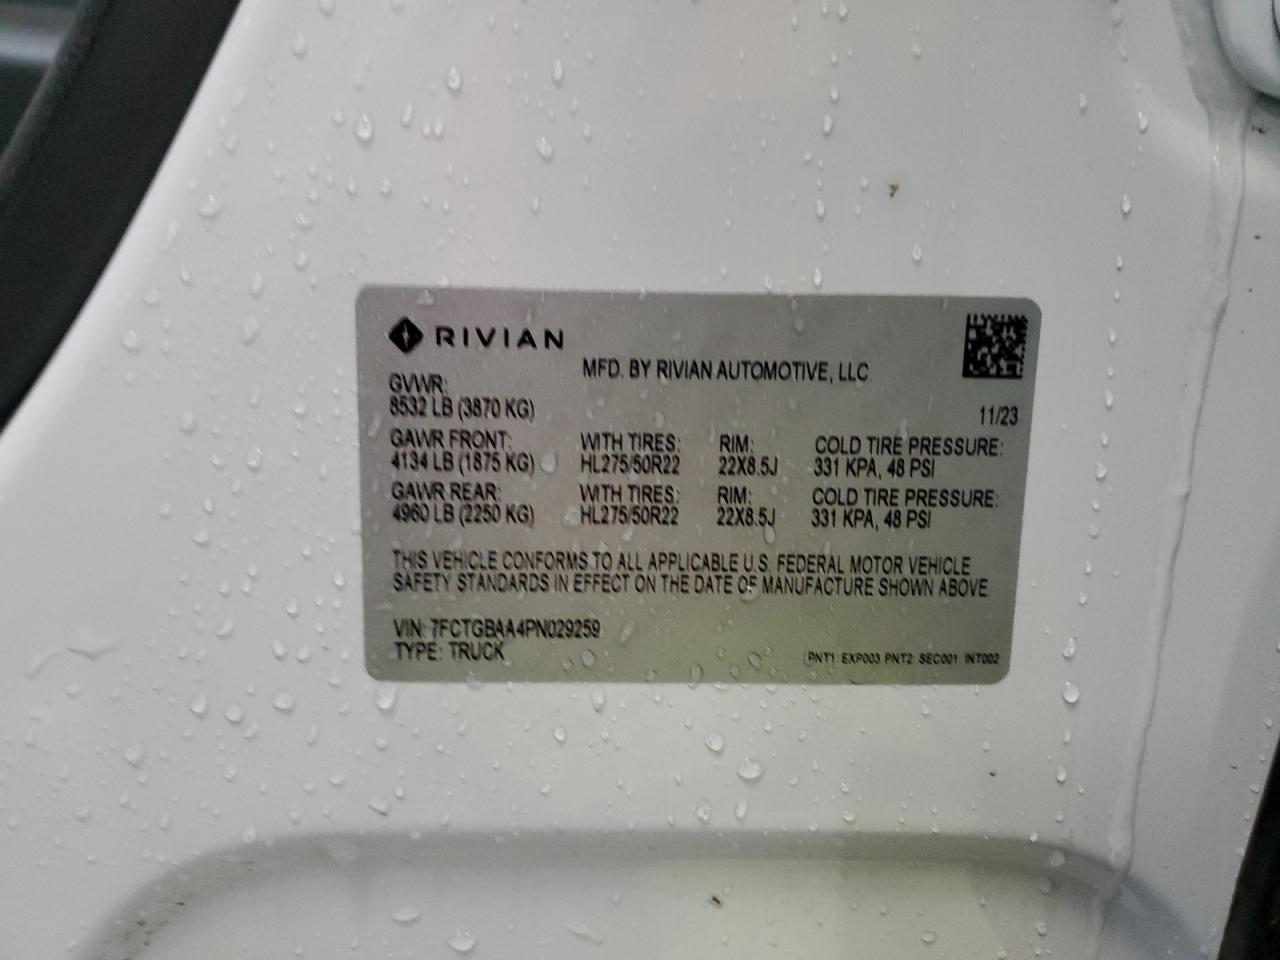 RIVIAN
MFD. BY RIVIAN AUTOMOTIVE, LLC
GVWR:
8532 LB (3870 KG)
11/23
GAWR FRONT: WITH TIRES: RIM: COLD TIRE PRESSURE:
4134 LB (1875 KG) HL275/50R22 22X8.5J 331 KPA, 48 PSI
GAWR REAR: WITH TIRES: RIM: COLD TIRE PRESSURE:
4960 LB (2250 KG) HL275/50R22 22X8.5J 331 KPA, 48 PSI
THIS VEHICLE CONFORMS TO ALL APPLICABLE U.S. FEDERAL MOTOR VEHICLE
SAFETY STANDARDS IN EFFECT ON THE DATE OF MANUFACTURE SHOWN ABOVE.
VIN: 7FCTGBAA4PN029259
TYPE: TRUCK
PNT1 EXP003 PNT2 SEC001 INT002